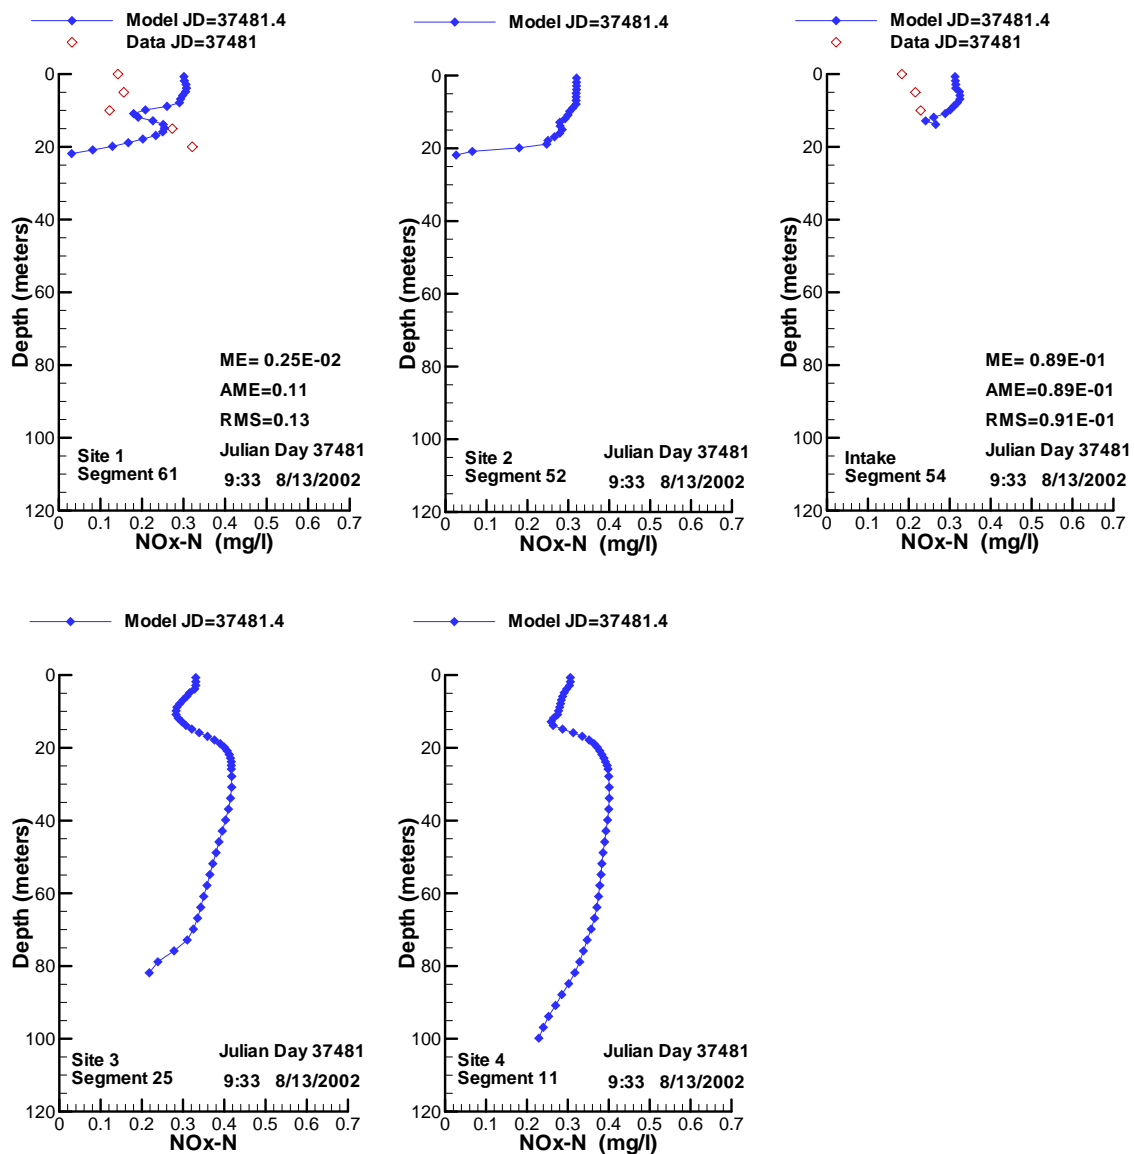 Model JD=37481.4
Data JD=37481
0
20
40
60
80
100
120
Depth (meters)
ME= 0.25E-02
AME=0.11
RMS=0.13
Site 1
Segment 61
Julian Day 37481
9:33 8/13/2002
0 0.1 0.2 0.3 0.4 0.5 0.6 0.7
NOx-N (mg/l)
Model JD=37481.4
0
20
40
60
80
100
120
Depth (meters)
Site 2
Segment 52
Julian Day 37481
9:33 8/13/2002
0 0.1 0.2 0.3 0.4 0.5 0.6 0.7
NOx-N (mg/l)
Model JD=37481.4
Data JD=37481
0
20
40
60
80
100
120
Depth (meters)
ME= 0.89E-01
AME=0.89E-01
RMS=0.91E-01
Intake
Segment 54
Julian Day 37481
9:33 8/13/2002
0 0.1 0.2 0.3 0.4 0.5 0.6 0.7
NOx-N (mg/l)
Model JD=37481.4
0
20
40
60
80
100
120
Depth (meters)
Site 3
Segment 25
Julian Day 37481
9:33 8/13/2002
0 0.1 0.2 0.3 0.4 0.5 0.6 0.7
NOx-N
Model JD=37481.4
0
20
40
60
80
100
120
Depth (meters)
Site 4
Segment 11
Julian Day 37481
9:33 8/13/2002
0 0.1 0.2 0.3 0.4 0.5 0.6 0.7
NOx-N (mg/l)